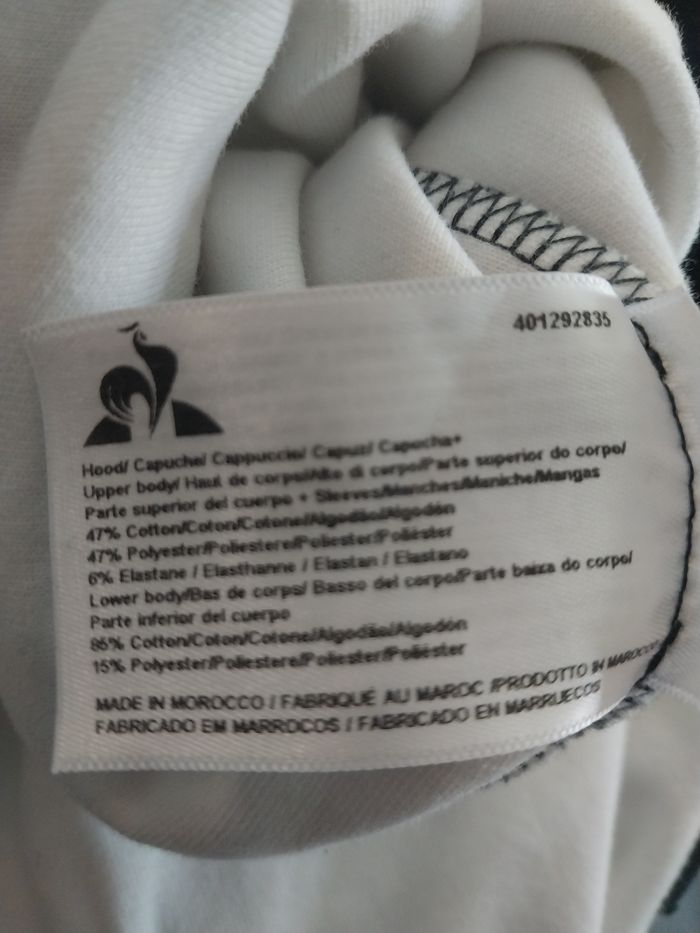 401292835
Hood/ Capuche/ Cappuccio/ Capuz/ Capucha+
Upper body/ Haut de corps/Alto di corpo/Parte superior do corpo/
Parte superior del cuerpo + Sleeves/Manches/Maniche/Mangas
47% Cotton/Coton/Cotone/Algodão/Algodón
47% Polyester/Poliestere/Poliester/Poliéster
6% Elastane / Elasthanne / Elastan / Elastano
Lower body/Bas de corps/ Basso del corpo/Parte baixa do corpo/
Parte inferior del cuerpo
85% Cotton/Coton/Cotone/Algodão/Algodón
15% Polyester/Poliestere/Poliester/Poliéster
MADE IN MOROCCO / FABRIQUE AU MAROC /PRODOTTO IN MAROCCO
FABRICADO EM MARROCOS / FABRICADO EN MARRUECOS